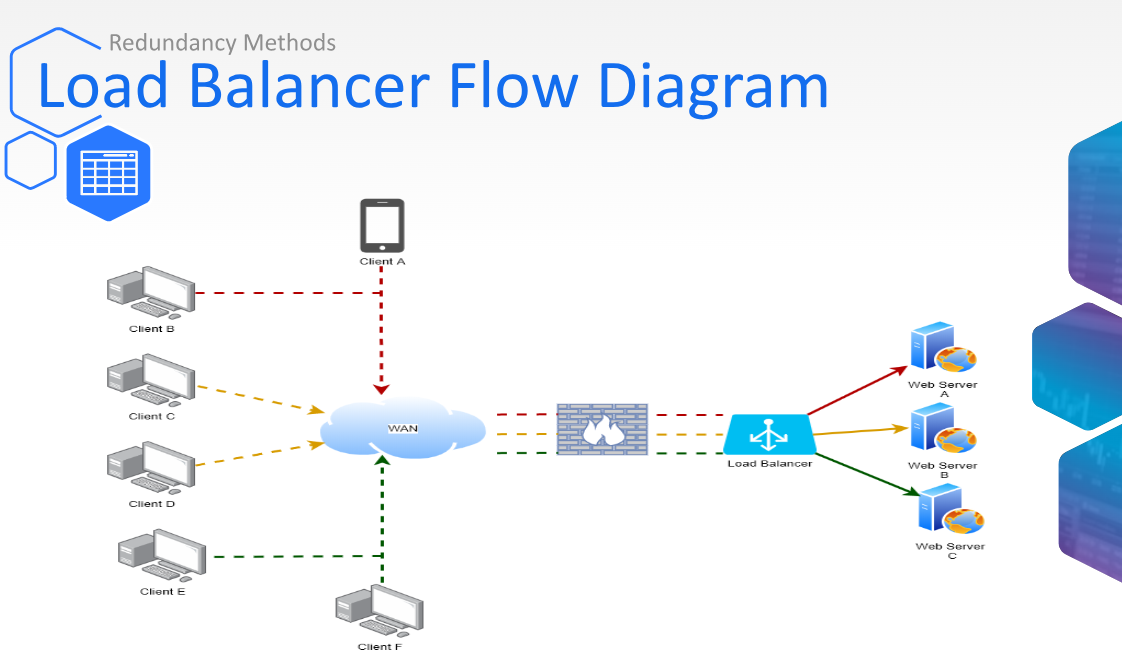 Redundancy Methods
Load Balancer Flow Diagram
Client A
Client B
Client C
WAN
Client D
Client E
Client F
Load Balancer
Web Server
A
Web Server
B
Web Server
C